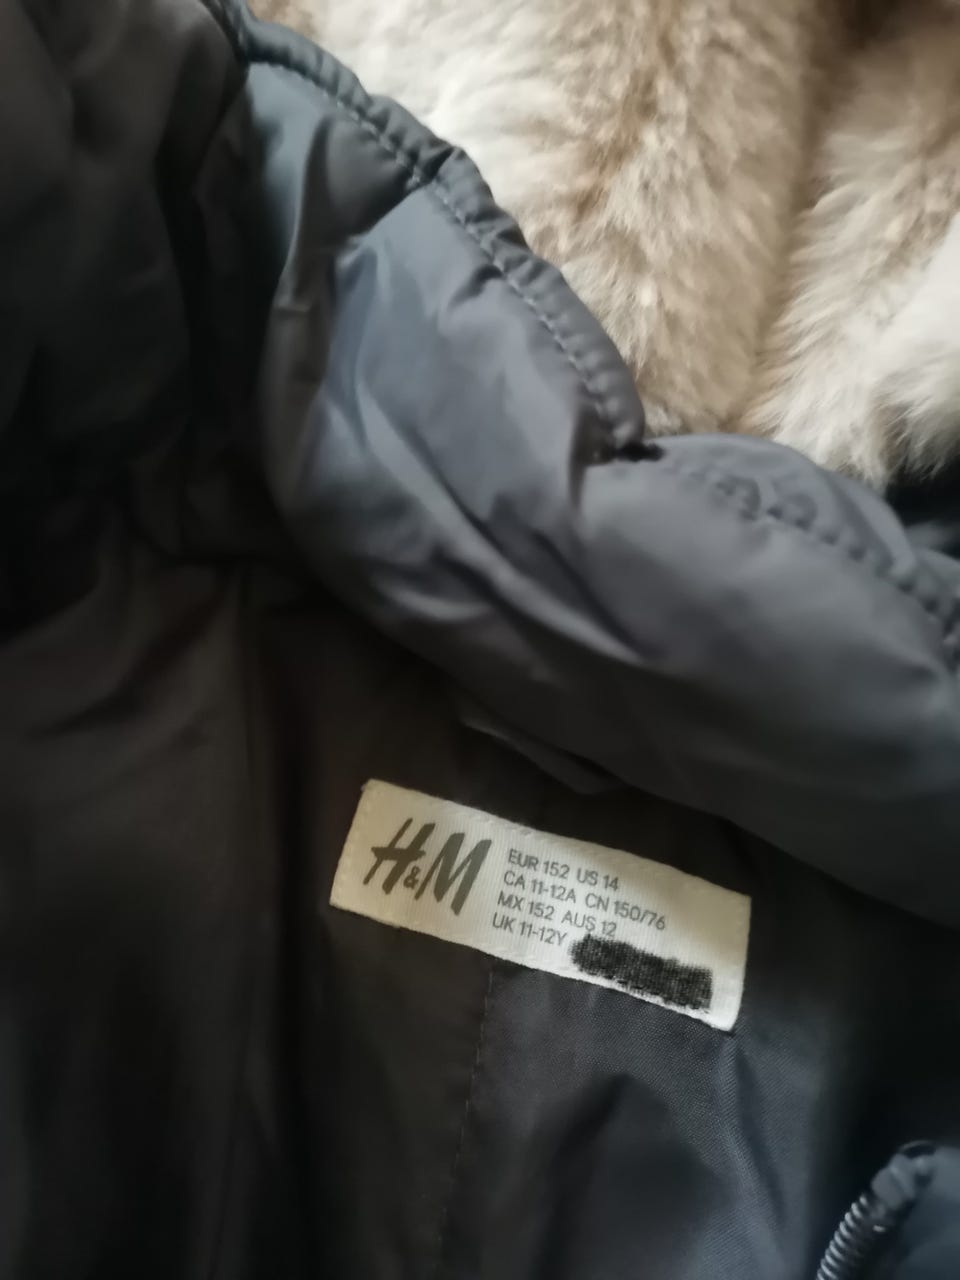 H&M
EUR 152 US 14
CA 11-12A CN 150/76
MX 152 AUS 12
UK 11-12Y